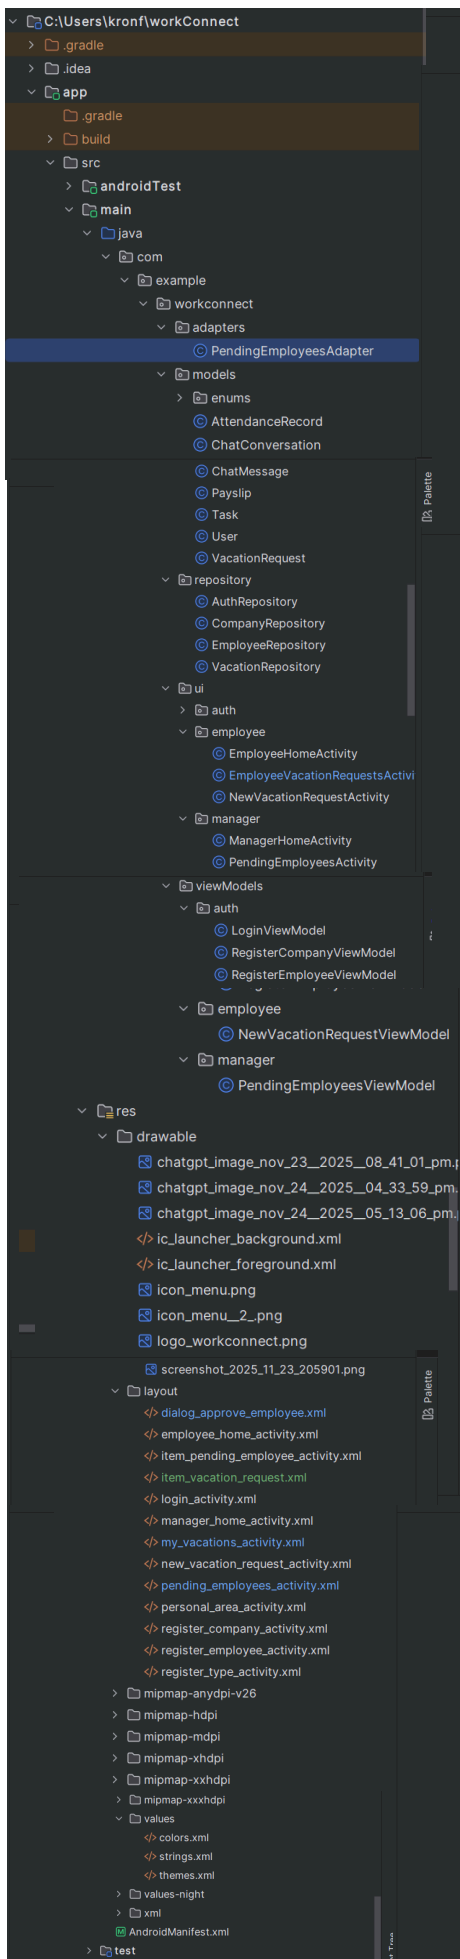 C:\Users\kronf\workConnect
.gradle
.idea
app
.gradle
build
src
androidTest
main
java
com
example
workconnect
adapters
PendingEmployeesAdapter
models
enums
AttendanceRecord
ChatConversation
ChatMessage
Payslip
Palette
Task
User
VacationRequest
repository
AuthRepository
CompanyRepository
EmployeeRepository
VacationRepository
ui
auth
employee
EmployeeHomeActivity
EmployeeVacationRequestsActivi
NewVacationRequestActivity
manager
ManagerHomeActivity
PendingEmployeesActivity
viewModels
auth
LoginViewModel
RegisterCompanyViewModel
RegisterEmployeeViewModel
employee
NewVacationRequestViewModel
manager
PendingEmployeesViewModel
res
drawable
chatgpt_image_nov_23__2025__08_41_01_pm.p
chatgpt_image_nov_24__2025__04_33_59_pm.
chatgpt_image_nov_24__2025__05_13_06_pm.
ic_launcher_background.xml
ic_launcher_foreground.xml
icon_menu.png
icon_menu__2_.png
logo_workconnect.png
screenshot_2025_11_23_205901.png
Palette
layout
dialog_approve_employee.xml
employee_home_activity.xml
item_pending_employee_activity.xml
item_vacation_request.xml
login_activity.xml
manager_home_activity.xml
my_vacations_activity.xml
new_vacation_request_activity.xml
pending_employees_activity.xml
personal_area_activity.xml
register_company_activity.xml
register_employee_activity.xml
register_type_activity.xml
mipmap-anydpi-v26
mipmap-hdpi
mipmap-mdpi
mipmap-xhdpi
mipmap-xxhdpi
mipmap-xxxhdpi
values
colors.xml
strings.xml
themes.xml
values-night
xml
AndroidManifest.xml
test
Tree